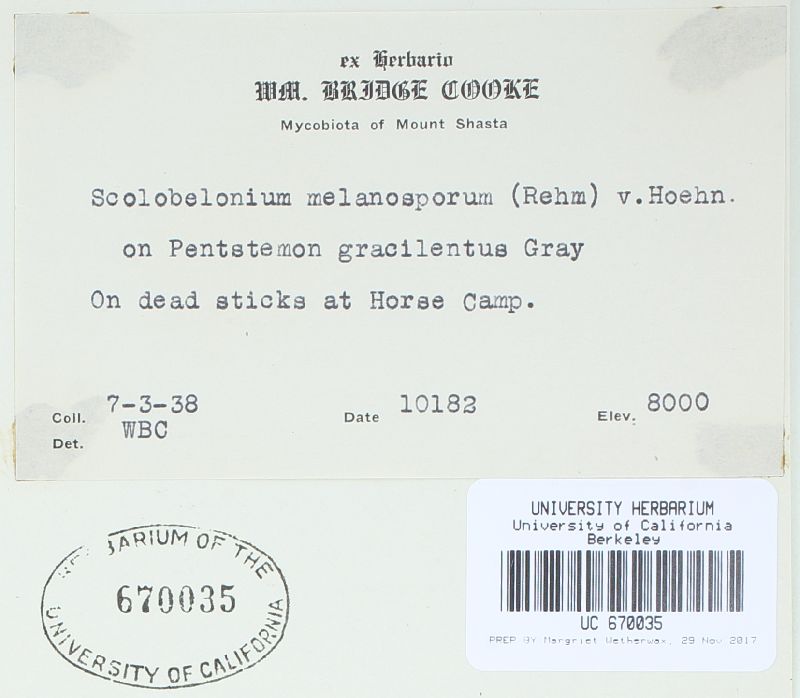 ex Herbario
WM. BRIDGE COOKE
Mycobiota of Mount Shasta
Scolobelonium melanosporum (Rehm) v.Hoehn.
on Pentstemon gracilentus Gray
On dead sticks at Horse Camp.
Coll. 7-3-38 Date 10182 Elev. 8000
Det. WBC
HERBARIUM OF THE
670035
UNIVERSITY OF CALIFORNIA
UNIVERSITY HERBARIUM
University of California
Berkeley
UC 670035
PREP BY Margriet Wetherwax, 29 Nov 2017